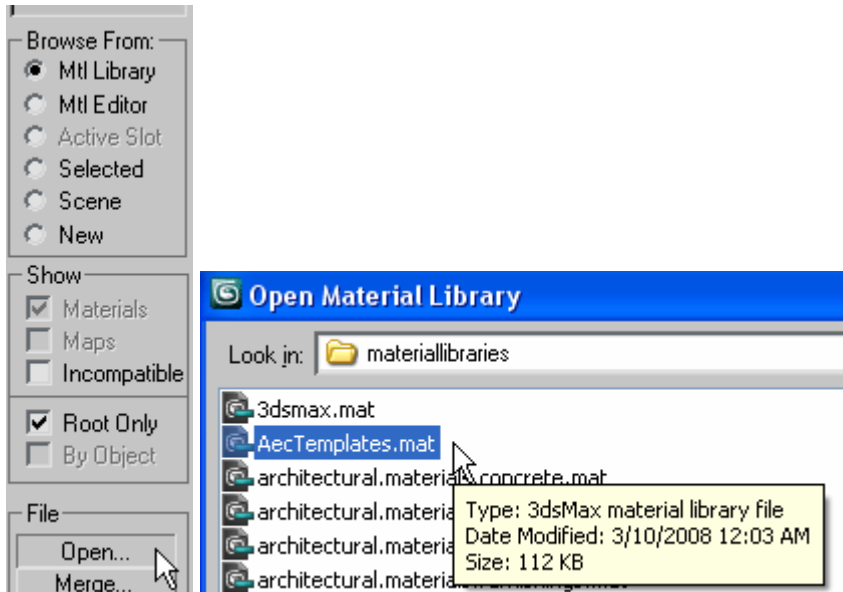 Browse From:
Mtl Library
Mtl Editor
Active Slot
Selected
Scene
New
Show
Materials
Maps
Incompatible
Root Only
By Object
File
Open...
Merge...
Open Material Library
Look in: materiallibraries
3dsmax.mat
AecTemplates.mat
architectural.materials.concrete.mat
architectural.materia
architectural.materia
architectural.materials
Type: 3dsMax material library file
Date Modified: 3/10/2008 12:03 AM
Size: 112 KB